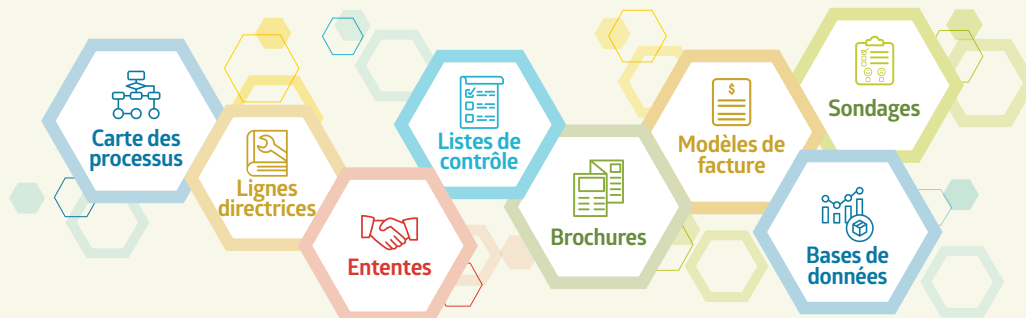 Carte des
processus
Lignes
directrices
Ententes
Listes de
contrôle
Brochures
$
Modèles de
facture
Sondages
Bases de
données